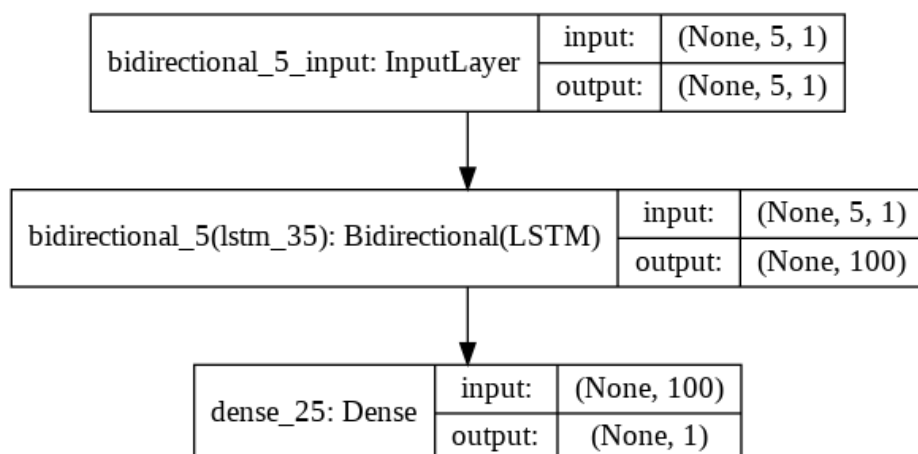 bidirectional_5_input: InputLayer
input: (None, 5, 1)
output: (None, 5, 1)
bidirectional_5(lstm_35): Bidirectional(LSTM)
input: (None, 5, 1)
output: (None, 100)
dense_25: Dense
input: (None, 100)
output: (None, 1)